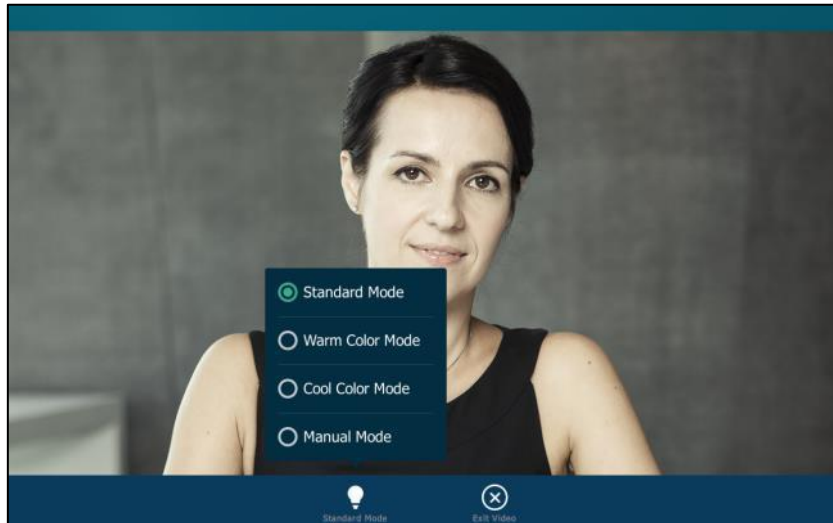 Standard Mode
Warm Color Mode
Cool Color Mode
Manual Mode
Standard Mode
Exit Video